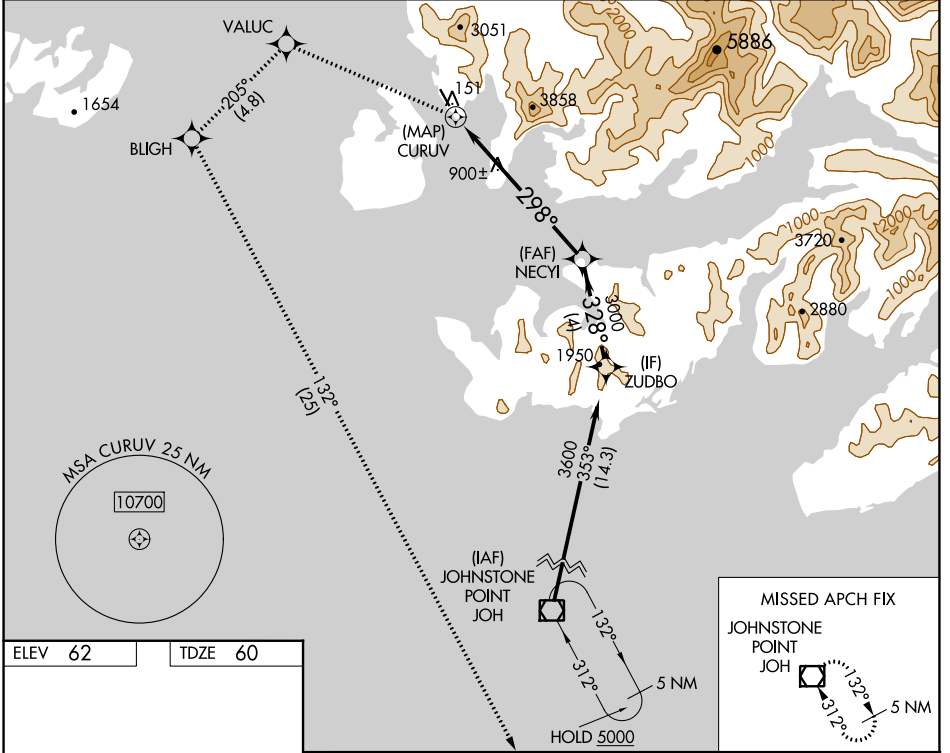 VALUC
3051
5886
1654
205°
(4.8)
151
3858
(MAP)
CURUV
BLIGH
900±
1000
298°
2000
1000
2000
3720
(FAF)
NECYI
1000
2880
328°
3000
(4)
1950
(IF)
ZUDBO
132°
(25)
MSA CURUV 25 NM
10700
3600
353°
(14.3)
(IAF)
JOHNSTONE
POINT
JOH
132°
312°
5 NM
HOLD 5000
MISSED APCH FIX
JOHNSTONE
POINT
JOH
132°
312°
5 NM
ELEV 62
TDZE 60